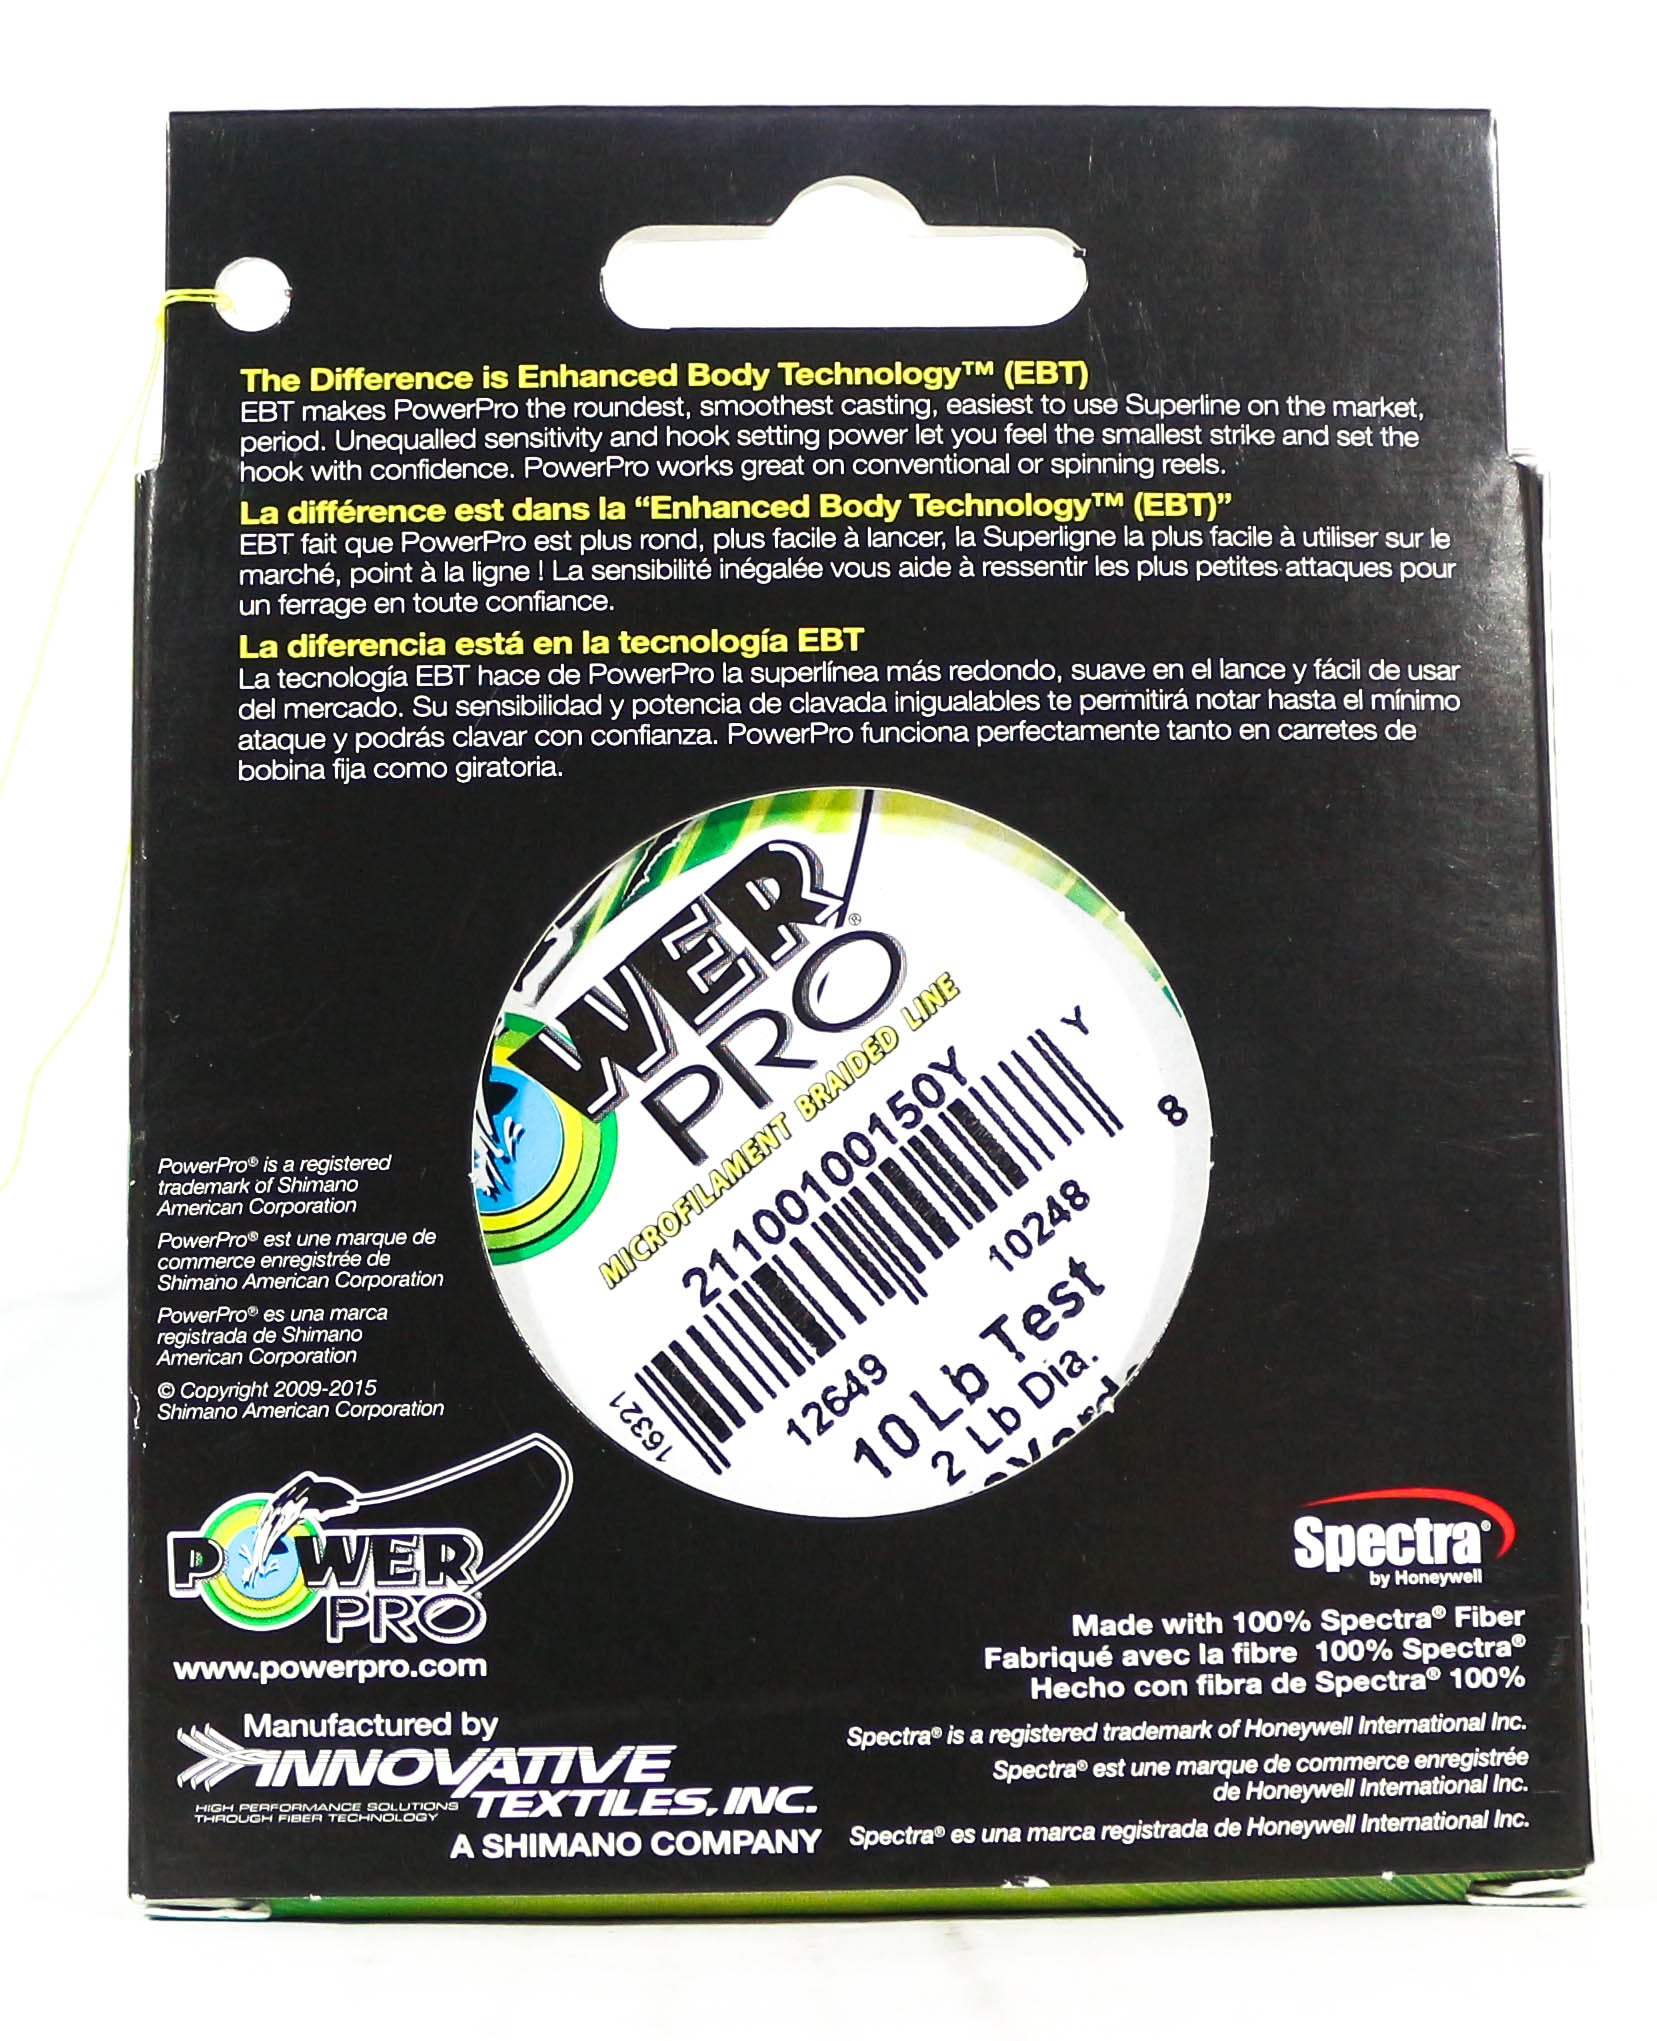 The Difference is Enhanced Body Technology™ (EBT)
EBT makes PowerPro the roundest, smoothest casting, easiest to use Superline on the market,
period. Unequalled sensitivity and hook setting power let you feel the smallest strike and set the
hook with confidence. PowerPro works great on conventional or spinning reels.
La différence est dans la “Enhanced Body Technology™ (EBT)”
EBT fait que PowerPro est plus rond, plus facile à lancer, la Superligne la plus facile à utiliser sur le
marché, point à la ligne ! La sensibilité inégalée vous aide à ressentir les plus petites attaques pour
un ferrage en toute confiance.
La diferencia está en la tecnología EBT
La tecnología EBT hace de PowerPro la superlínea más redondo, suave en el lance y fácil de usar
del mercado. Su sensibilidad y potencia de clavada inigualables te permitirá notar hasta el mínimo
ataque y podrás clavar con confianza. PowerPro funciona perfectamente tanto en carretes de
bobina fija como giratoria.
WER
PRO®
MICROFILAMENT BRAIDED LINE
21100100150Y
Y
8
16321
12649
10248
10 Lb Test
2 Lb Dia.
PowerPro® is a registered
trademark of Shimano
American Corporation
PowerPro® est une marque de
commerce enregistrée de
Shimano American Corporation
PowerPro® es una marca
registrada de Shimano
American Corporation
© Copyright 2009-2015
Shimano American Corporation
POWER
PRO
www.powerpro.com
Manufactured by
INNOVATIVE
TEXTILES, INC.
HIGH PERFORMANCE SOLUTIONS
THROUGH FIBER TECHNOLOGY
A SHIMANO COMPANY
Spectra®
by Honeywell
Made with 100% Spectra® Fiber
Fabriqué avec la fibre 100% Spectra®
Hecho con fibra de Spectra® 100%
Spectra® is a registered trademark of Honeywell International Inc.
Spectra® est une marque de commerce enregistrée
de Honeywell International Inc.
Spectra® es una marca registrada de Honeywell International Inc.